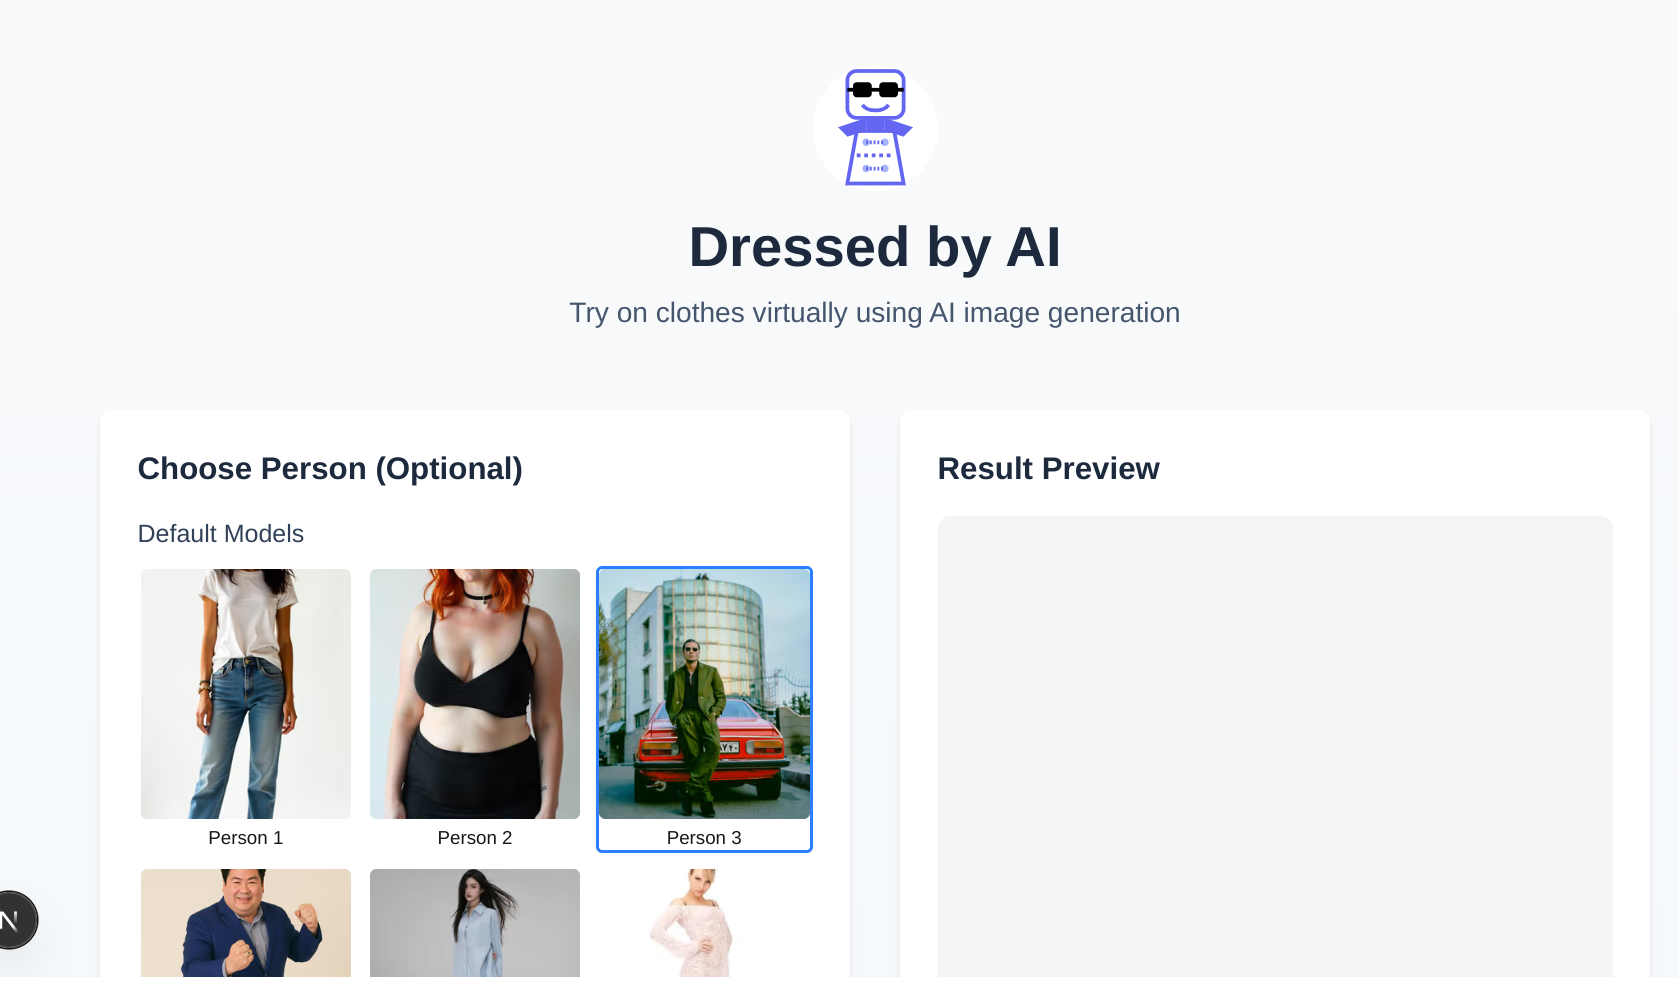 Dressed by AI
Try on clothes virtually using AI image generation
Choose Person (Optional)
Default Models
Person 1
Person 2
Person 3
Result Preview
N